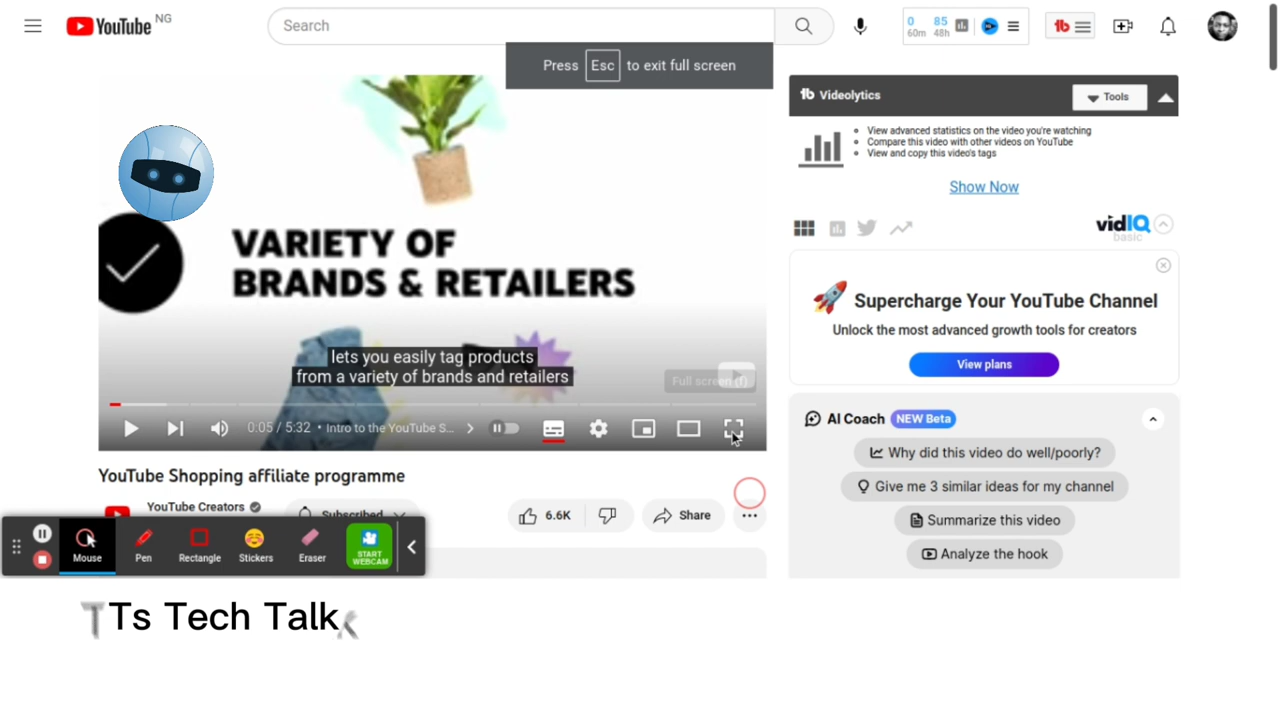 YouTube NG
Search
0 85
60m 48h
Press Esc to exit full screen
VARIETY OF
BRANDS & RETAILERS
lets you easily tag products
from a variety of brands and retailers
Full screen (f)
0:05 / 5:32 • Intro to the YouTube S...
YouTube Shopping affiliate programme
YouTube Creators
Subscribed
6.6K
Share
Mouse
Pen
Rectangle
Stickers
Eraser
START
WEBCAM
TTs Tech Talk
tb Videolytics
Tools
View advanced statistics on the video you're watching
Compare this video with other videos on YouTube
View and copy this video's tags
Show Now
vidIQ
basic
Supercharge Your YouTube Channel
Unlock the most advanced growth tools for creators
View plans
AI Coach NEW Beta
Why did this video do well/poorly?
Give me 3 similar ideas for my channel
Summarize this video
Analyze the hook